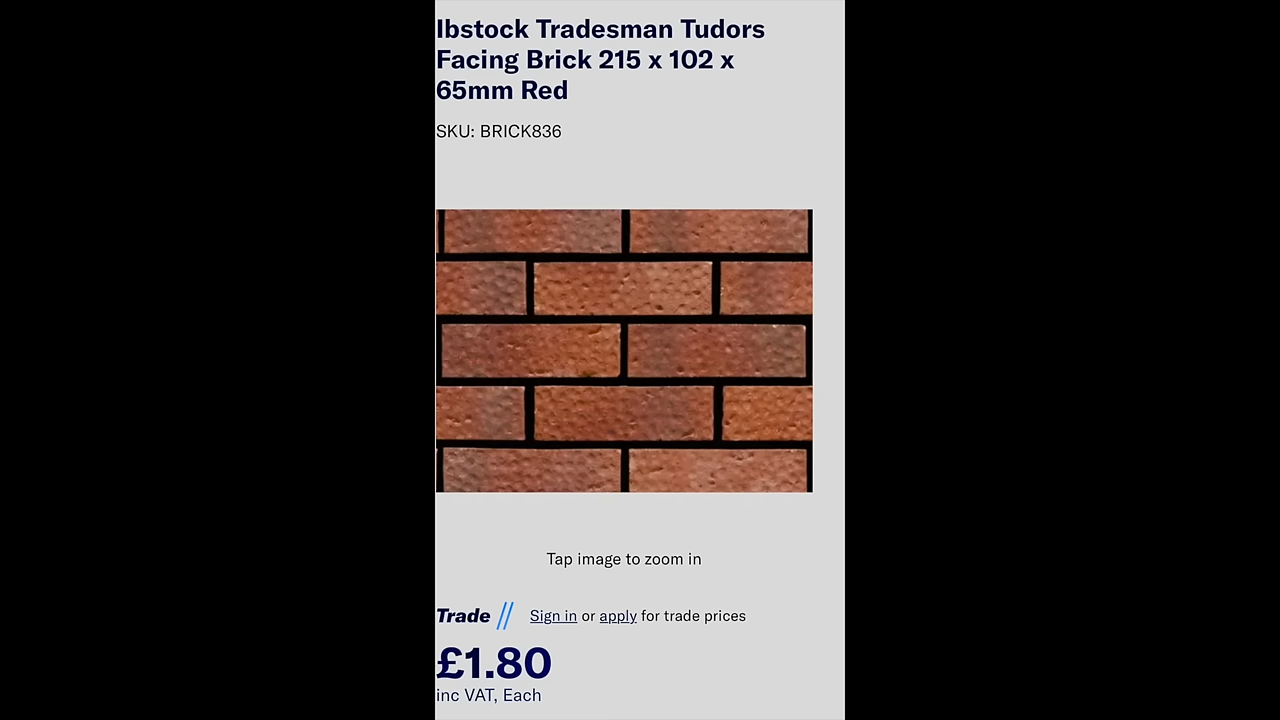 Ibstock Tradesman Tudors
Facing Brick 215 x 102 x
65mm Red
SKU: BRICK836
Tap image to zoom in
Trade // Sign in or apply for trade prices
£1.80
inc VAT, Each